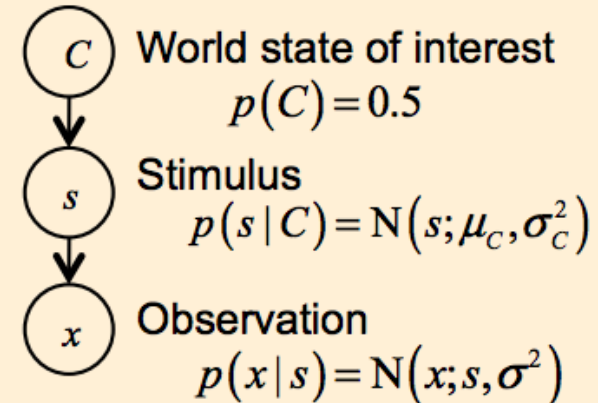 C World state of interest
p(C)=0.5
Stimulus
s
p(s|C)=N(s;μ_C,σ_C^2)
Observation
x
p(x|s)=N(x;s,σ^2)